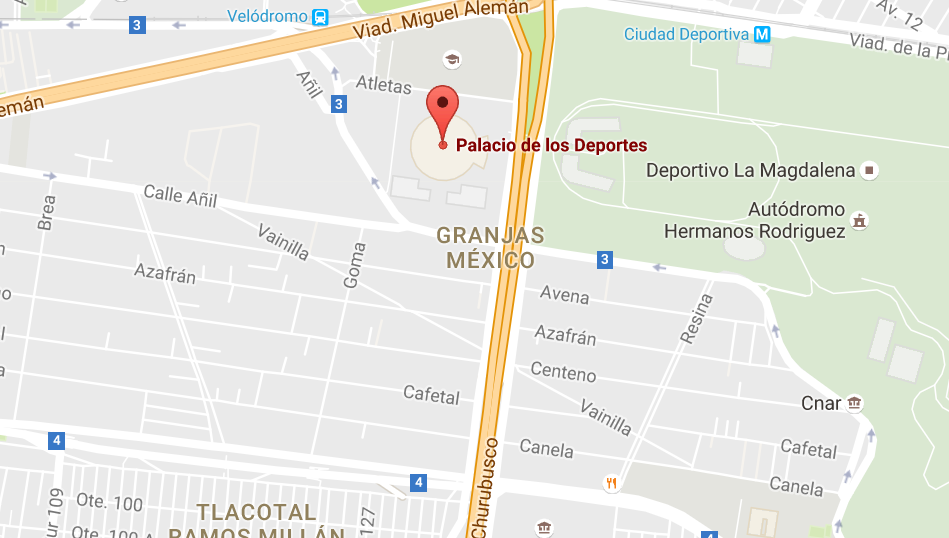 3
Velódromo
Viad. Miguel Alemán
Ciudad Deportiva
M
Av. 12
Viad. de la
emán
Añil
Atletas
3
Palacio de los Deportes
Deportivo La Magdalena
Autódromo
Hermanos Rodriguez
Brea
Calle Añil
Vainilla
GRANJAS
MÉXICO
3
Goma
Azafrán
Avena
Resina
Azafrán
Centeno
Cafetal
Vainilla
Cnar
4
Canela
Cafetal
4
Canela
Churubusco
Ote. 100
109
TLACOTAL
RAMOS MILLÁN
127
4